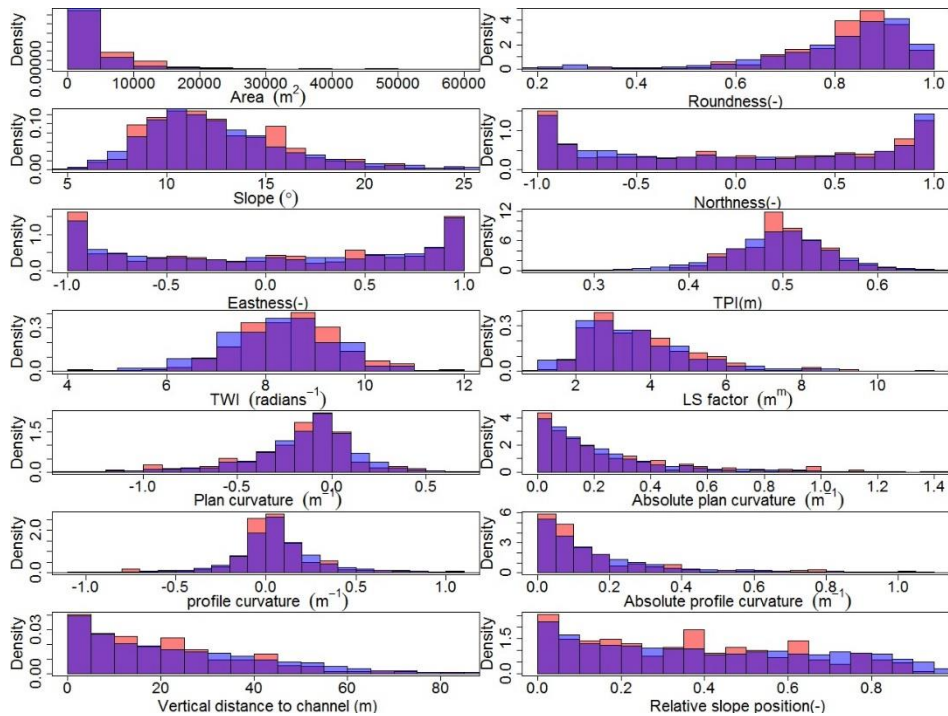 Density
0.00000
0 10000 20000 30000 40000 50000 60000
Area (m²)
Density
0 2 4
0.2 0.4 0.6 0.8 1.0
Roundness(-)
Density
0.00 0.10
5 10 15 20 25
Slope (°)
Density
0.0 1.0
-1.0 -0.5 0.0 0.5 1.0
Northness(-)
Density
0.0 1.0
-1.0 -0.5 0.0 0.5 1.0
Eastness(-)
Density
0 6 12
0.3 0.4 0.5 0.6
TPI(m)
Density
0.0 0.3
4 6 8 10 12
TWI (radians⁻¹)
Density
0.0 0.3
2 4 6 8 10
LS factor (mᵐ)
Density
0.0 1.5
-1.0 -0.5 0.0 0.5
Plan curvature (m⁻¹)
Density
0 2 4
0.0 0.2 0.4 0.6 0.8 1.0 1.2 1.4
Absolute plan curvature (m⁻¹)
Density
0.0 2.0
-1.0 -0.5 0.0 0.5 1.0
profile curvature (m⁻¹)
Density
0 3 6
0.0 0.2 0.4 0.6 0.8 1.0
Absolute profile curvature (m⁻¹)
Density
0.00 0.03
0 20 40 60 80
Vertical distance to channel (m)
Density
0.0 1.5
0.0 0.2 0.4 0.6 0.8
Relative slope position(-)